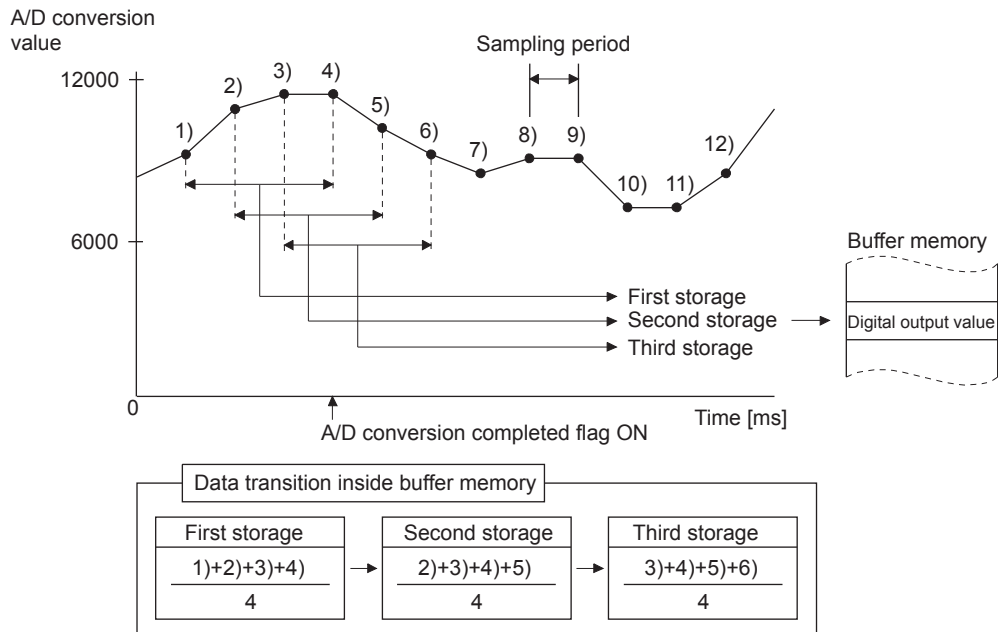 A/D conversion
value
Sampling period
12000
6000
0
1)
2)
3)
4)
5)
6)
7)
8)
9)
10)
11)
12)
Buffer memory
First storage
Second storage
Third storage
Digital output value
Time [ms]
A/D conversion completed flag ON
Data transition inside buffer memory
First storage
1)+2)+3)+4)
4
Second storage
2)+3)+4)+5)
4
Third storage
3)+4)+5)+6)
4